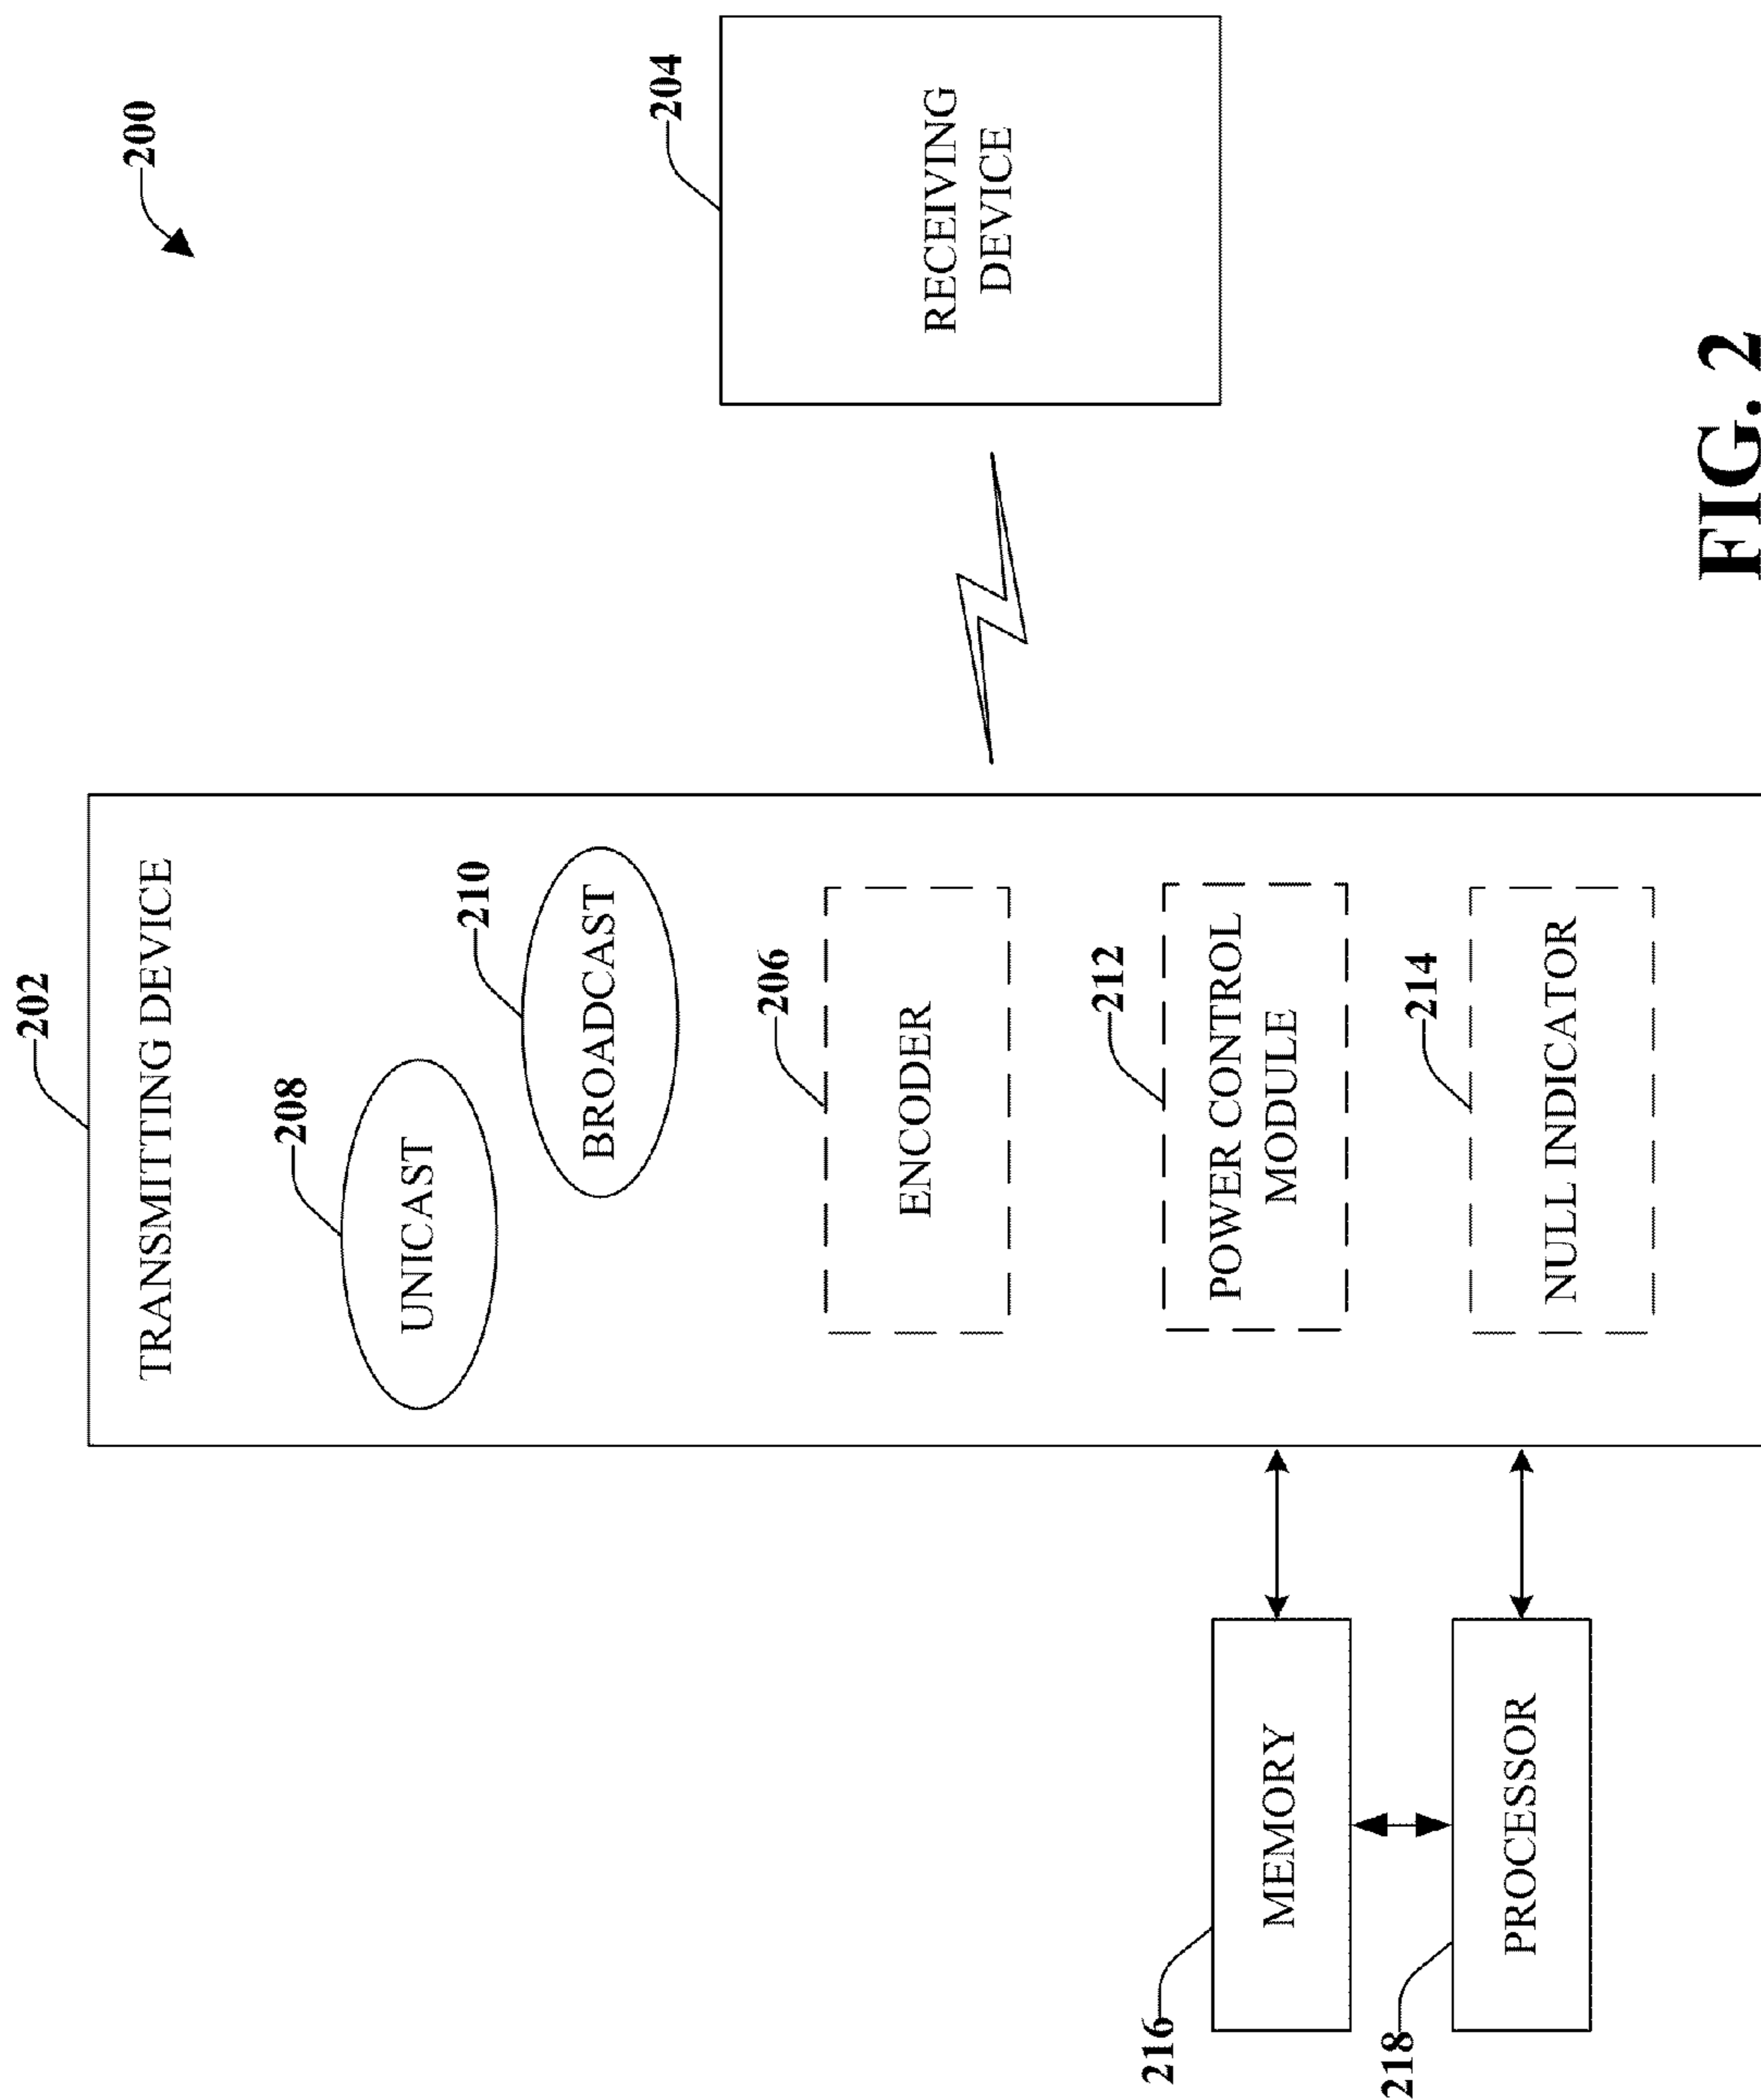 200
202
TRANSMITTING DEVICE
208
UNICAST
210
BROADCAST
204
RECEIVING
DEVICE
206
ENCODER
212
POWER CONTROL
MODULE
214
NULL INDICATOR
216
MEMORY
218
PROCESSOR
FIG. 2